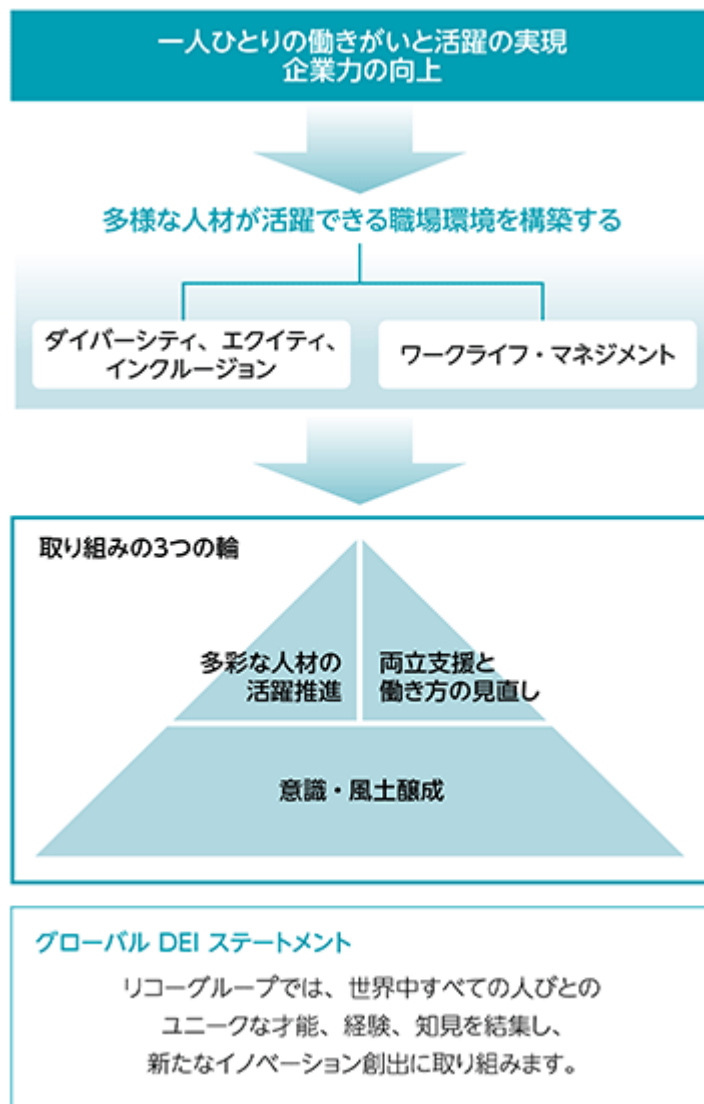 一人ひとりの働きがいと活躍の実現
企業力の向上
多様な人材が活躍できる職場環境を構築する
ダイバーシティ、エクイティ、
インクルージョン
ワークライフ・マネジメント
取り組みの3つの輪
多彩な人材の
活躍推進
両立支援と
働き方の見直し
意識・風土醸成
グローバル DEI ステートメント
リコーグループでは、世界中すべての人びとの
ユニークな才能、経験、知見を結集し、
新たなイノベーション創出に取り組みます。